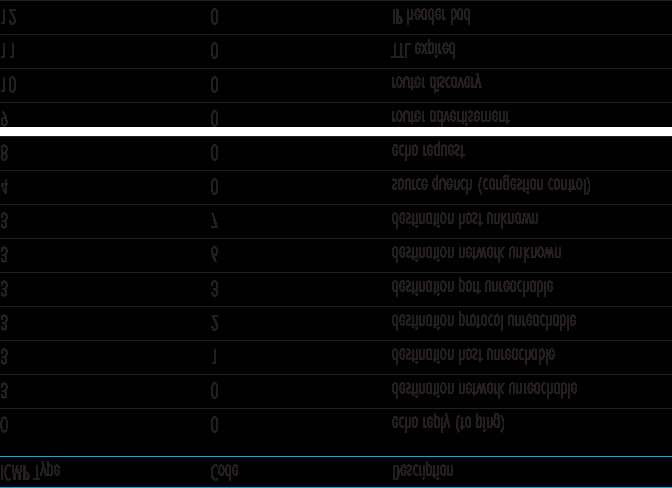 ICMP Type Code Description
0 0 echo reply (to ping)
3 0 destination network unreachable
3 1 destination host unreachable
3 2 destination protocol unreachable
3 3 destination port unreachable
3 6 destination network unknown
3 7 destination host unknown
4 0 source quench (congestion control)
8 0 echo request
9 0 router advertisement
10 0 router discovery
11 0 TTL expired
12 0 IP header bad